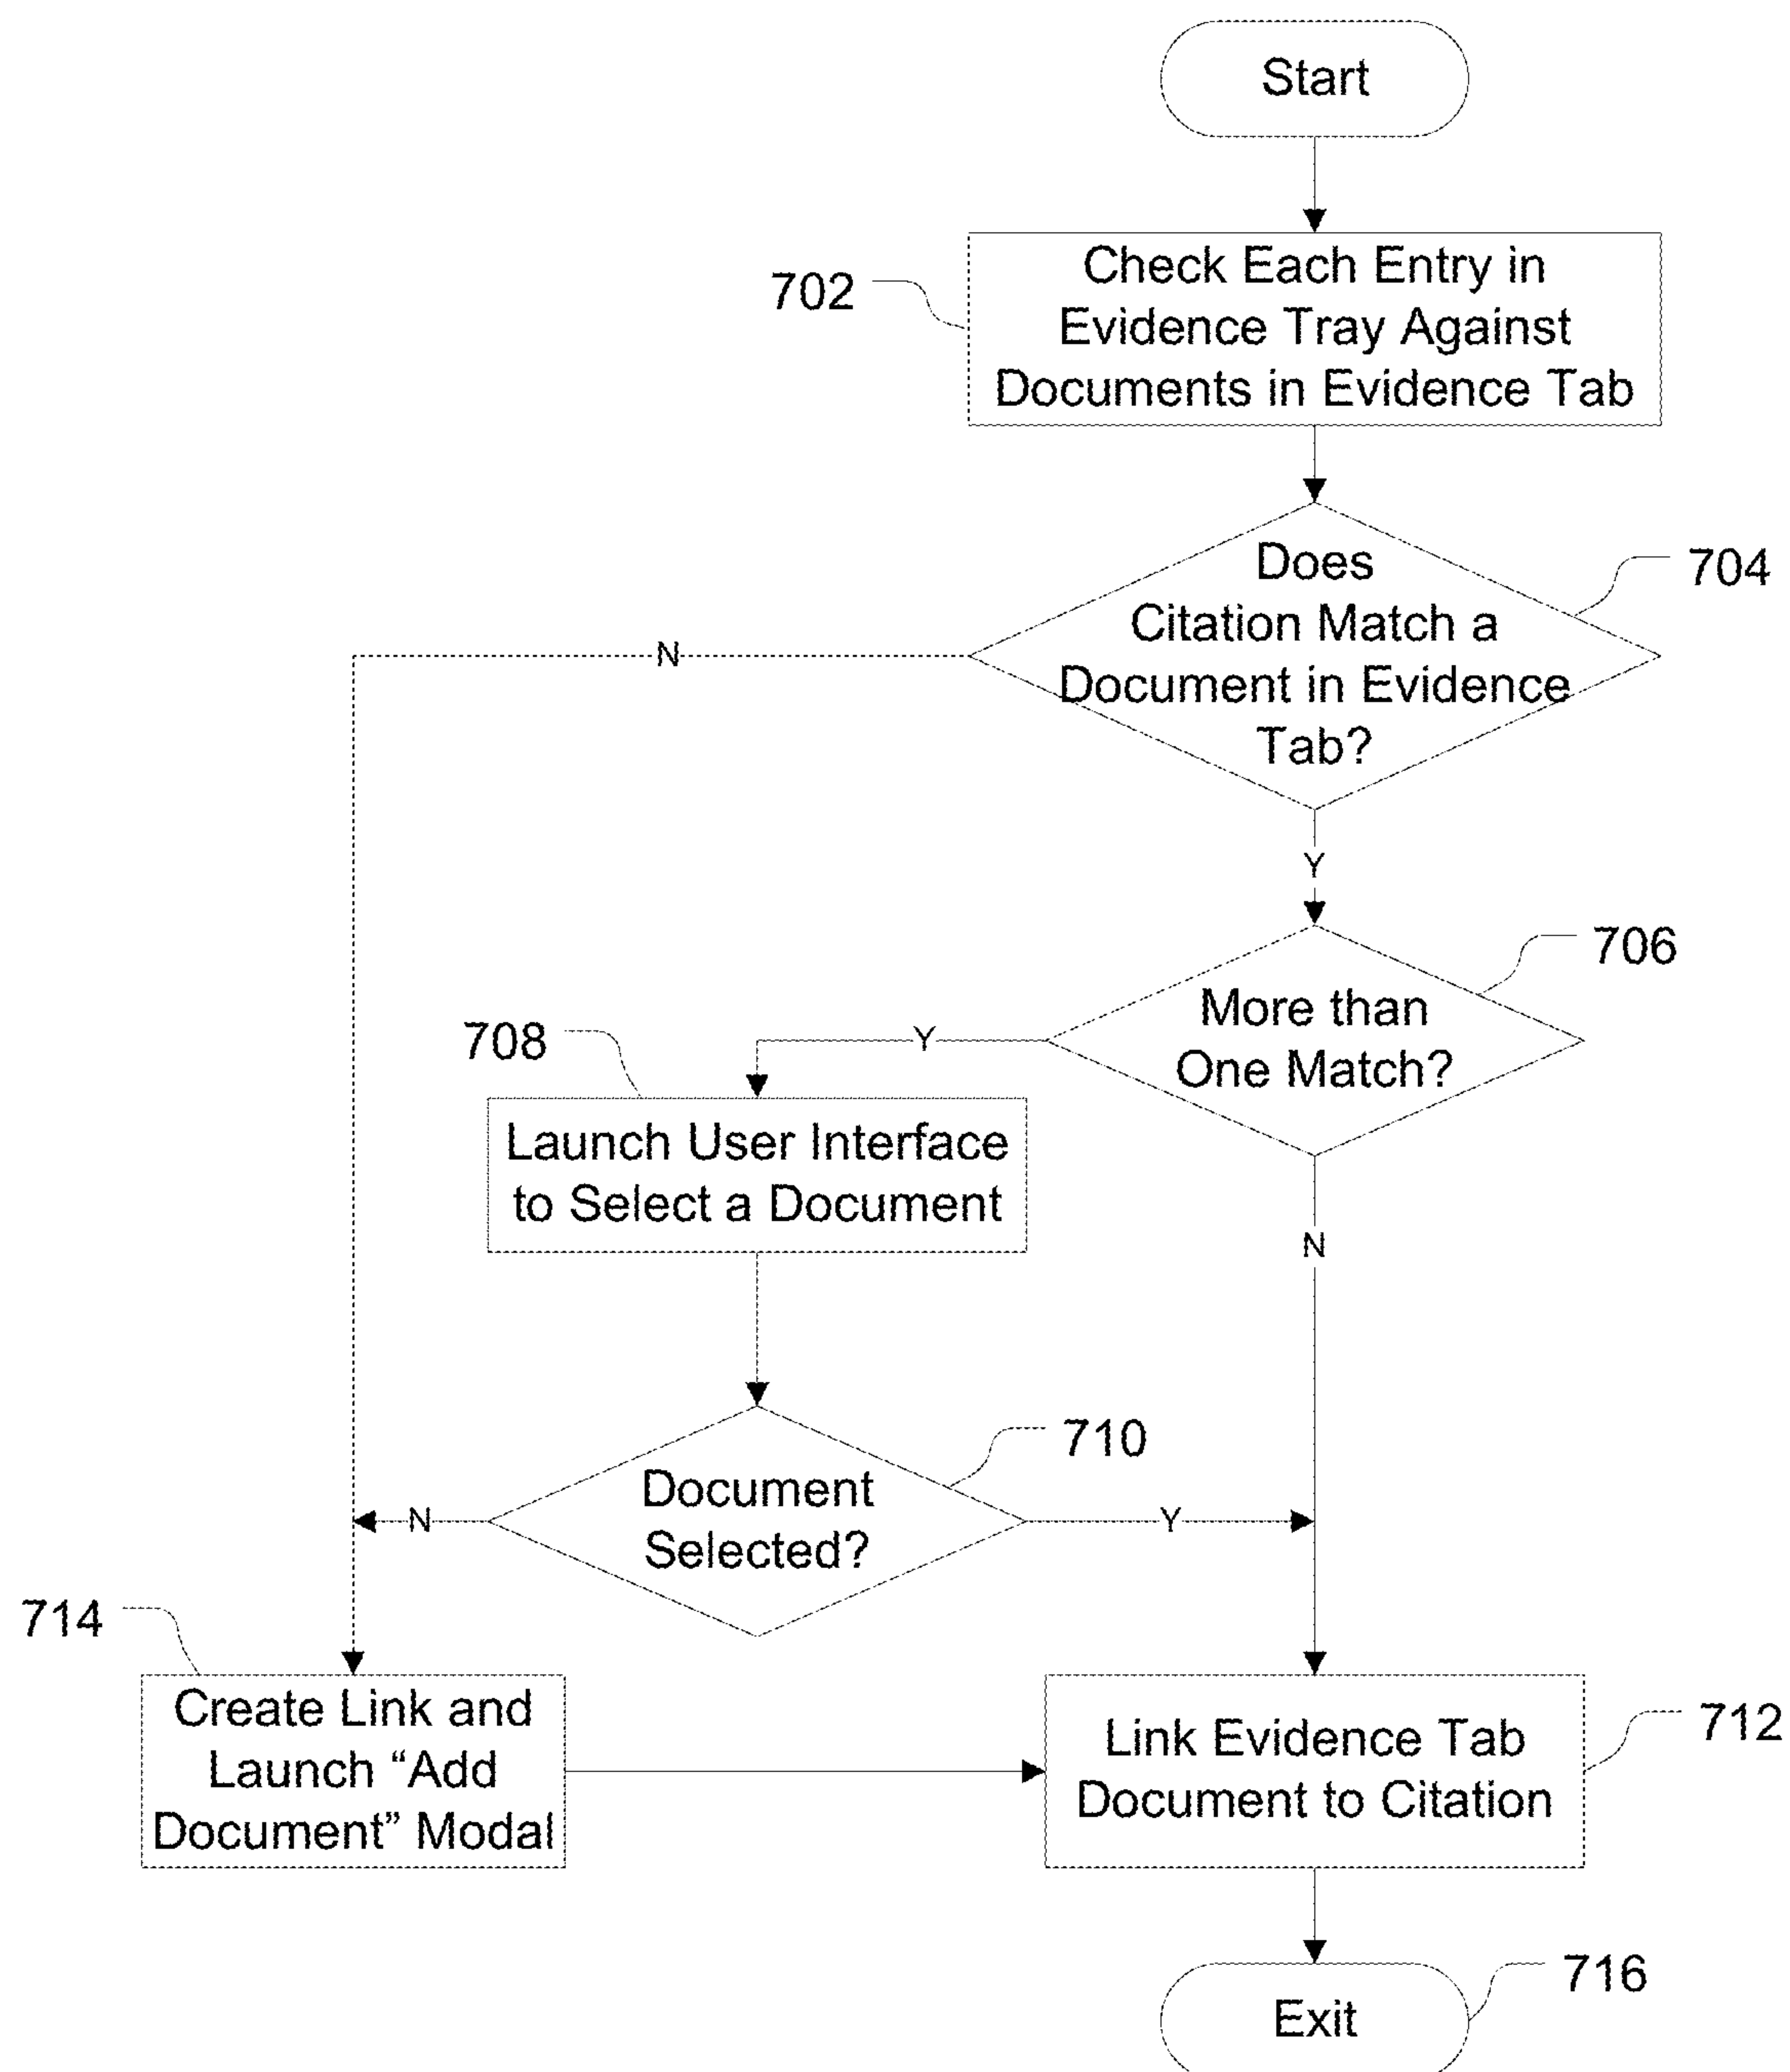 Start
702
Check Each Entry in
Evidence Tray Against
Documents in Evidence Tab
704
Does
Citation Match a
Document in Evidence
Tab?
N
Y
706
More than
One Match?
Y
708
Launch User Interface
to Select a Document
N
710
Document
Selected?
N
Y
714
Create Link and
Launch “Add
Document” Modal
712
Link Evidence Tab
Document to Citation
716
Exit